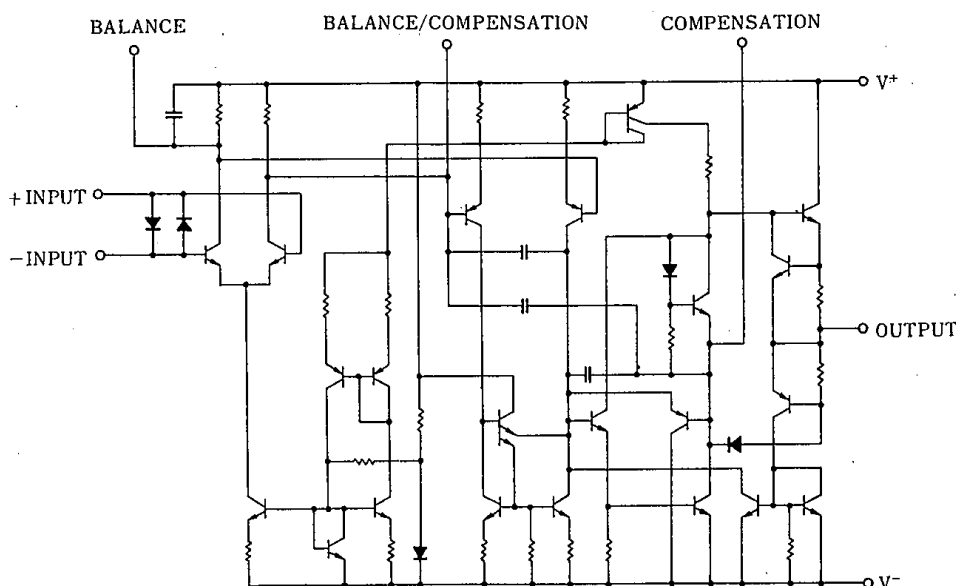 BALANCE
BALANCE/COMPENSATION
COMPENSATION
V+
+INPUT
−INPUT
OUTPUT
V−